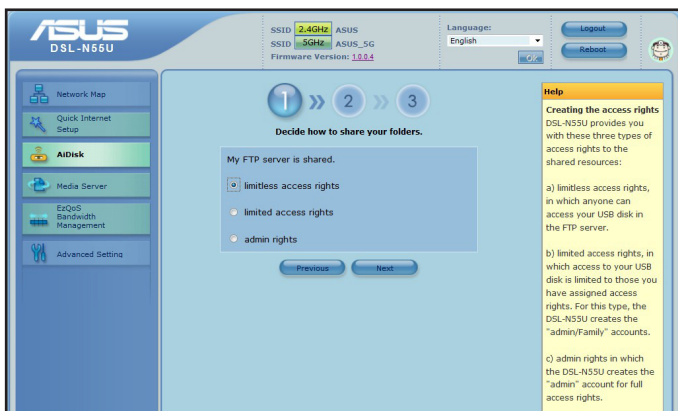 ASUS
DSL-N55U
SSID 2.4GHz ASUS
SSID 5GHz ASUS_5G
Firmware Version: 1.0.0.4
Language:
English
OK
Logout
Reboot
Network Map
Quick Internet
Setup
AiDisk
Media Server
EzQoS
Bandwidth
Management
Advanced Setting
1 » 2 » 3
Decide how to share your folders.
My FTP server is shared.
limitless access rights
limited access rights
admin rights
Previous
Next
Help
Creating the access rights
DSL-N55U provides you
with these three types of
access rights to the
shared resources:
a) limitless access rights,
in which anyone can
access your USB disk in
the FTP server.
b) limited access rights, in
which access to your USB
disk is limited to those you
have assigned access
rights. For this type, the
DSL-N55U creates the
"admin/Family" accounts.
c) admin rights in which
the DSL-N55U creates the
"admin" account for full
access rights.